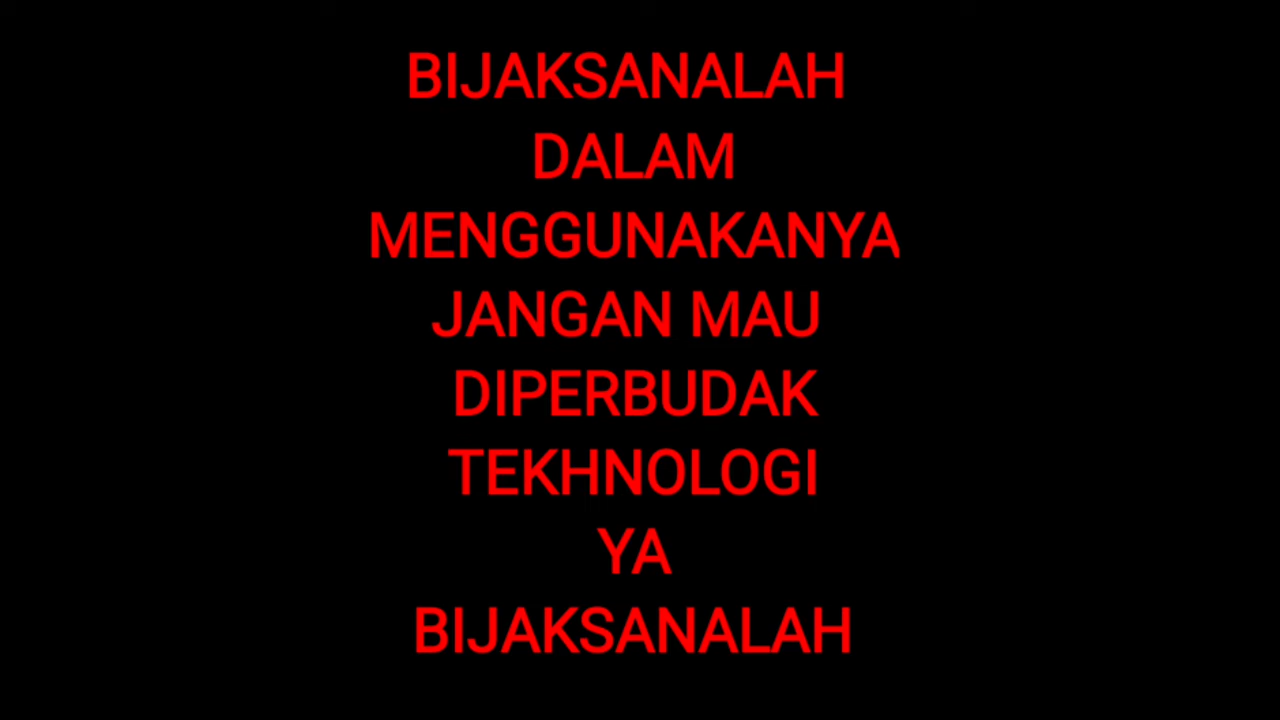 BIJAKSANALAH
DALAM
MENGGUNAKANYA
JANGAN MAU
DIPERBUDAK
TEKHNOLOGI
YA
BIJAKSANALAH